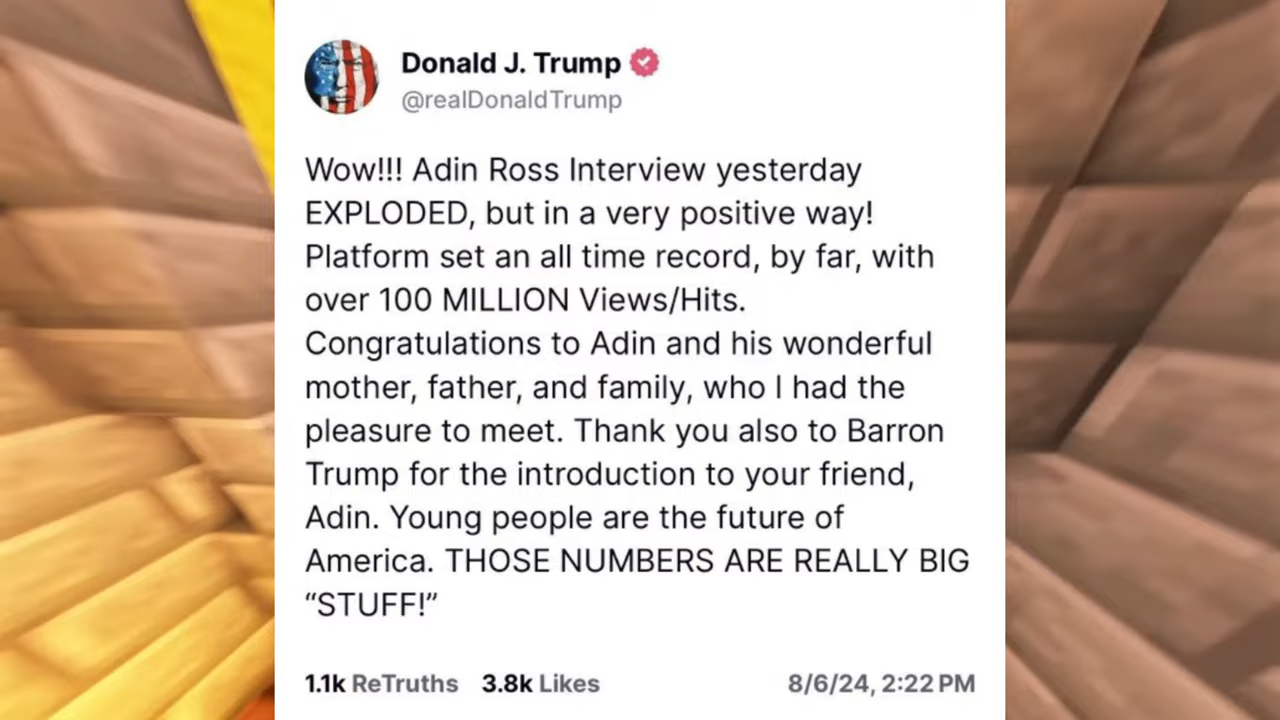 Donald J. Trump
@realDonaldTrump
Wow!!! Adin Ross Interview yesterday
EXPLODED, but in a very positive way!
Platform set an all time record, by far, with
over 100 MILLION Views/Hits.
Congratulations to Adin and his wonderful
mother, father, and family, who I had the
pleasure to meet. Thank you also to Barron
Trump for the introduction to your friend,
Adin. Young people are the future of
America. THOSE NUMBERS ARE REALLY BIG
“STUFF!”
1.1k ReTruths 3.8k Likes 8/6/24, 2:22 PM